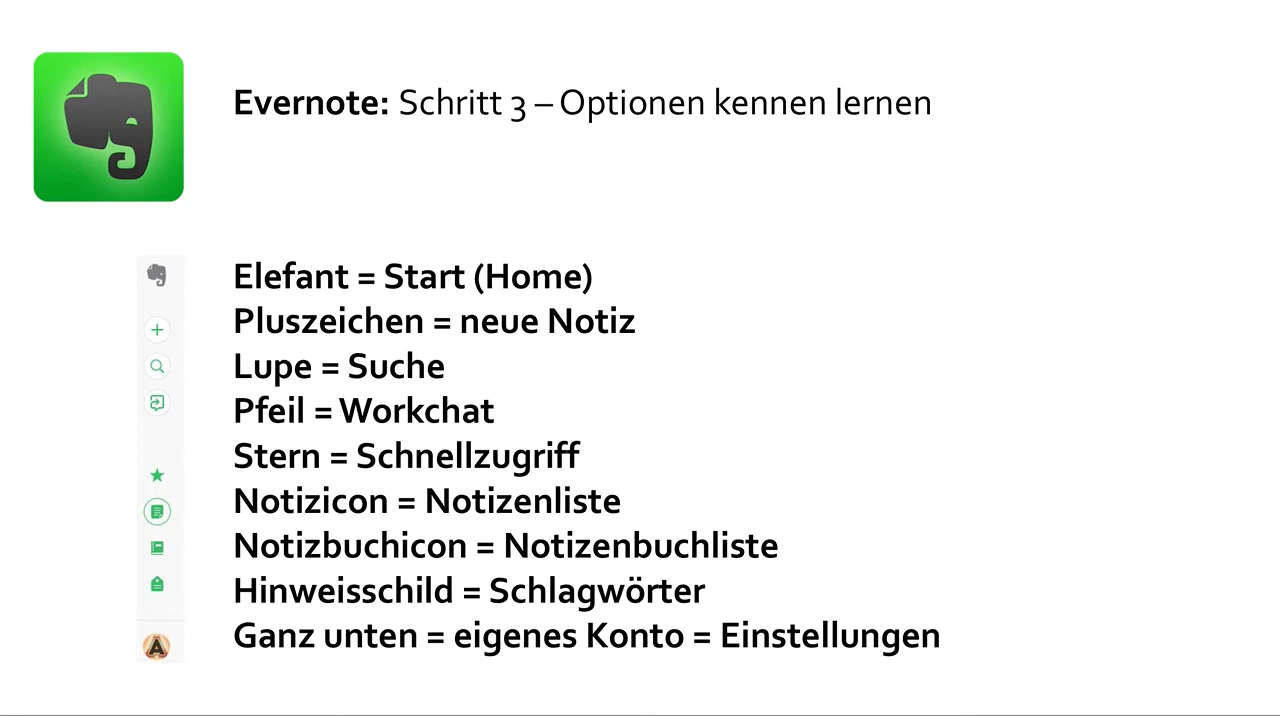 Evernote: Schritt 3 – Optionen kennen lernen
Elefant = Start (Home)
Pluszeichen = neue Notiz
Lupe = Suche
Pfeil = Workchat
Stern = Schnellzugriff
Notizicon = Notizenliste
Notizbuchicon = Notizenbuchliste
Hinweisschild = Schlagwörter
Ganz unten = eigenes Konto = Einstellungen
A